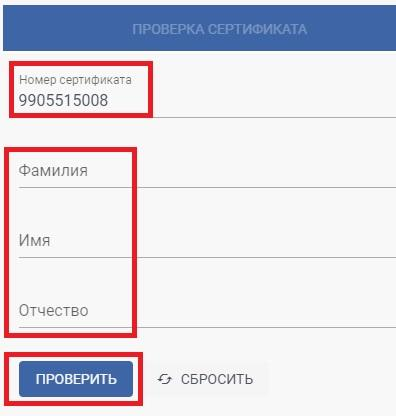 ПРОВЕРКА СЕРТИФИКАТА
Номер сертификата
9905515008
Фамилия
Имя
Отчество
ПРОВЕРИТЬ СБРОСИТЬ